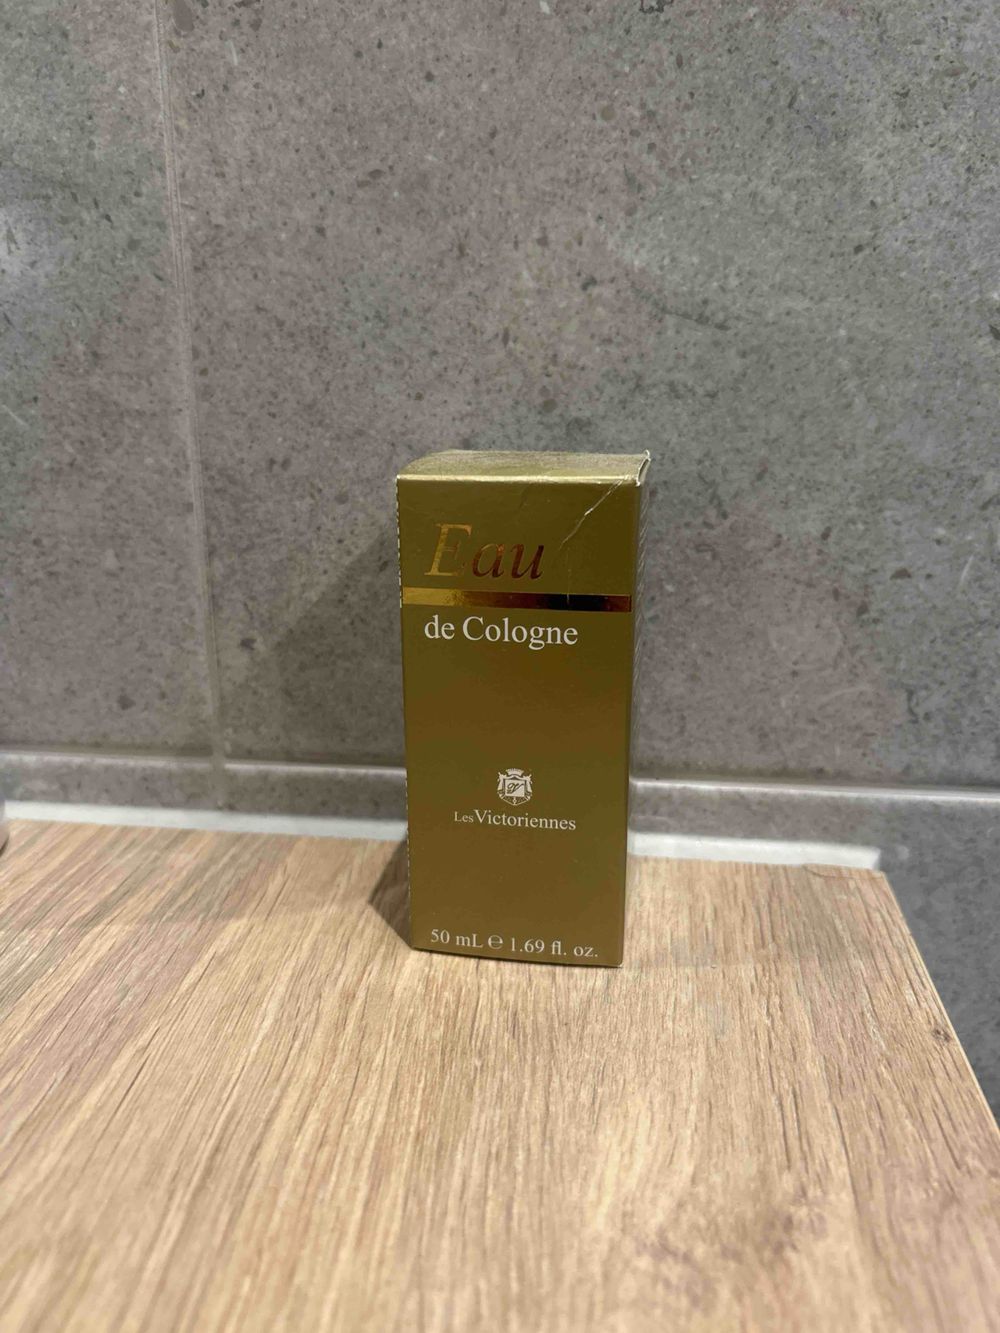 Eau
de Cologne
Les Victoriennes
50 mL ℮ 1.69 fl. oz.